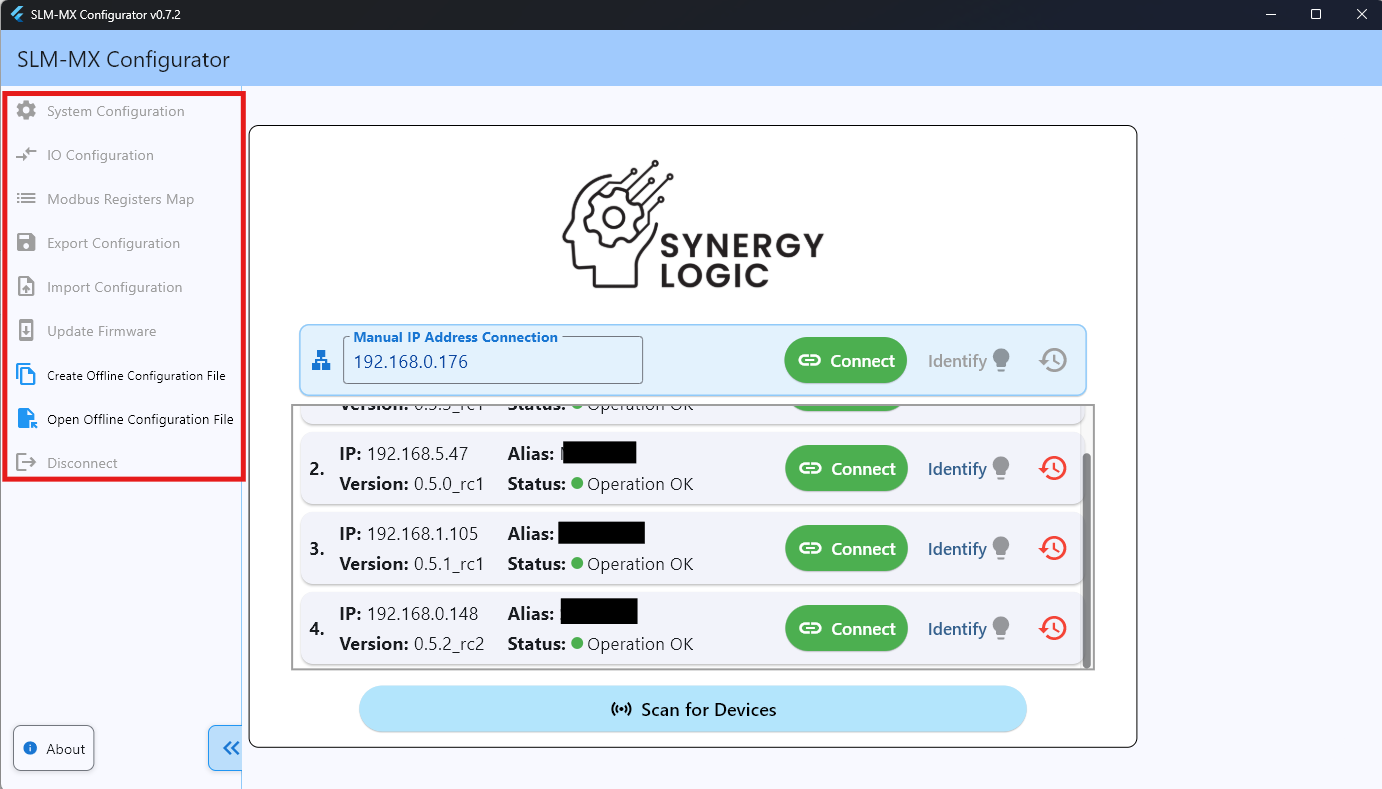 SLM-MX Configurator v0.7.2
SLM-MX Configurator
System Configuration
IO Configuration
Modbus Registers Map
Export Configuration
Import Configuration
Update Firmware
Create Offline Configuration File
Open Offline Configuration File
Disconnect
About
SYNERGY
LOGIC
Manual IP Address Connection
192.168.0.176
Connect Identify
Version: Status: Operation OK
2. IP: 192.168.5.47 Alias:
Version: 0.5.0_rc1 Status: Operation OK
Connect Identify
3. IP: 192.168.1.105 Alias:
Version: 0.5.1_rc1 Status: Operation OK
Connect Identify
4. IP: 192.168.0.148 Alias:
Version: 0.5.2_rc2 Status: Operation OK
Connect Identify
Scan for Devices